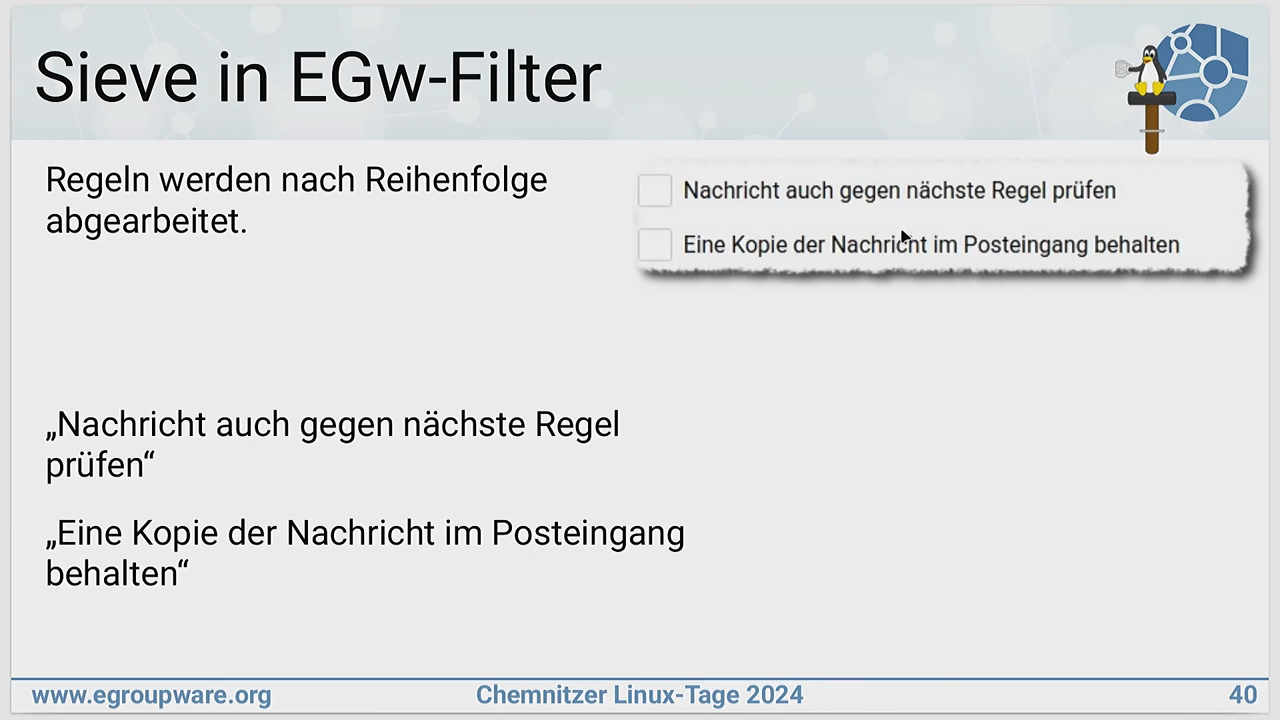 Sieve in EGw-Filter
Regeln werden nach Reihenfolge
abgearbeitet.
Nachricht auch gegen nächste Regel prüfen
Eine Kopie der Nachricht im Posteingang behalten
„Nachricht auch gegen nächste Regel
prüfen“
„Eine Kopie der Nachricht im Posteingang
behalten“
www.egroupware.org
Chemnitzer Linux-Tage 2024
40